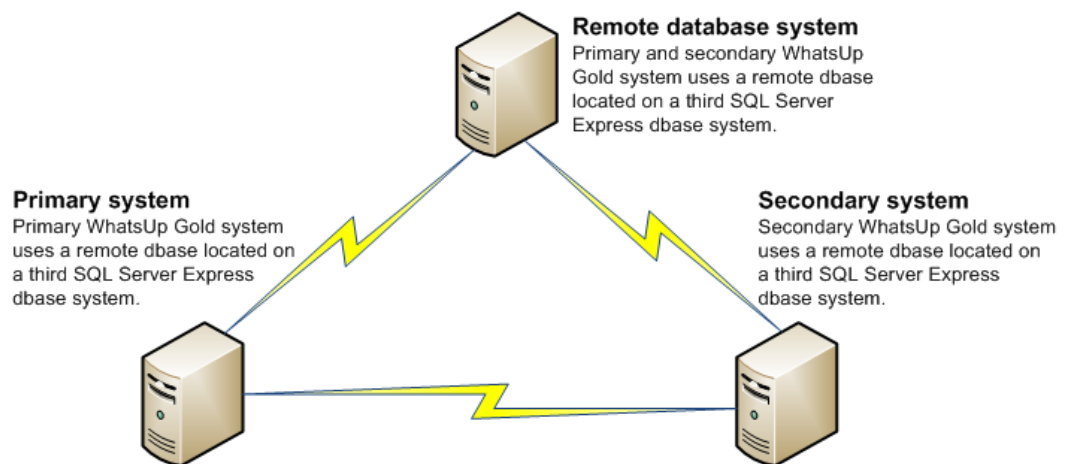 Remote database system
Primary and secondary WhatsUp
Gold system uses a remote dbase
located on a third SQL Server
Express dbase system.
Primary system
Primary WhatsUp Gold system
uses a remote dbase located on
a third SQL Server Express
dbase system.
Secondary system
Secondary WhatsUp Gold system
uses a remote dbase located on
a third SQL Server Express
dbase system.